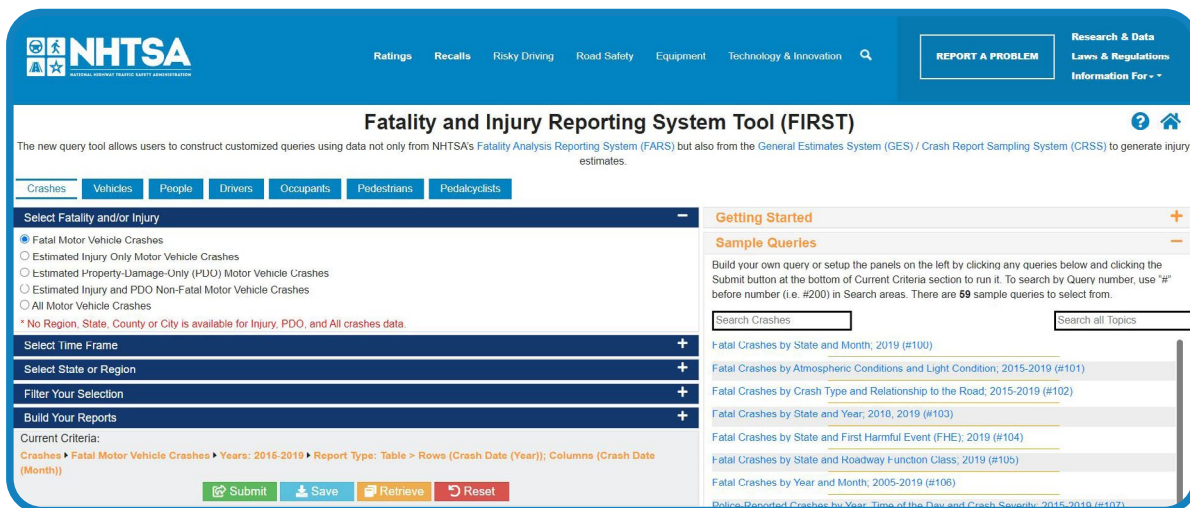 NHTSA
NATIONAL HIGHWAY TRAFFIC SAFETY ADMINISTRATION
Ratings
Recalls
Risky Driving
Road Safety
Equipment
Technology & Innovation
REPORT A PROBLEM
Research & Data
Laws & Regulations
Information For
Fatality and Injury Reporting System Tool (FIRST)
The new query tool allows users to construct customized queries using data not only from NHTSA's Fatality Analysis Reporting System (FARS) but also from the General Estimates System (GES) / Crash Report Sampling System (CRSS) to generate injury
estimates.
Crashes
Vehicles
People
Drivers
Occupants
Pedestrians
Pedalcyclists
Select Fatality and/or Injury
Fatal Motor Vehicle Crashes
Estimated Injury Only Motor Vehicle Crashes
Estimated Property-Damage-Only (PDO) Motor Vehicle Crashes
Estimated Injury and PDO Non-Fatal Motor Vehicle Crashes
All Motor Vehicle Crashes
* No Region, State, County or City is available for Injury, PDO, and All crashes data.
Select Time Frame
Select State or Region
Filter Your Selection
Build Your Reports
Current Criteria:
Crashes ▸ Fatal Motor Vehicle Crashes ▸ Years: 2015-2019 ▸ Report Type: Table > Rows (Crash Date (Year)); Columns (Crash Date
(Month))
Submit
Save
Retrieve
Reset
Getting Started
Sample Queries
Build your own query or setup the panels on the left by clicking any queries below and clicking the
Submit button at the bottom of Current Criteria section to run it. To search by Query number, use "#"
before number (i.e. #200) in Search areas. There are 59 sample queries to select from.
Search Crashes
Search all Topics
Fatal Crashes by State and Month; 2019 (#100)
Fatal Crashes by Atmospheric Conditions and Light Condition; 2015-2019 (#101)
Fatal Crashes by Crash Type and Relationship to the Road; 2015-2019 (#102)
Fatal Crashes by State and Year; 2018, 2019 (#103)
Fatal Crashes by State and First Harmful Event (FHE); 2019 (#104)
Fatal Crashes by State and Roadway Function Class; 2019 (#105)
Fatal Crashes by Year and Month; 2005-2019 (#106)
Police-Reported Crashes by Year, Time of the Day and Crash Severity; 2015-2019 (#107)